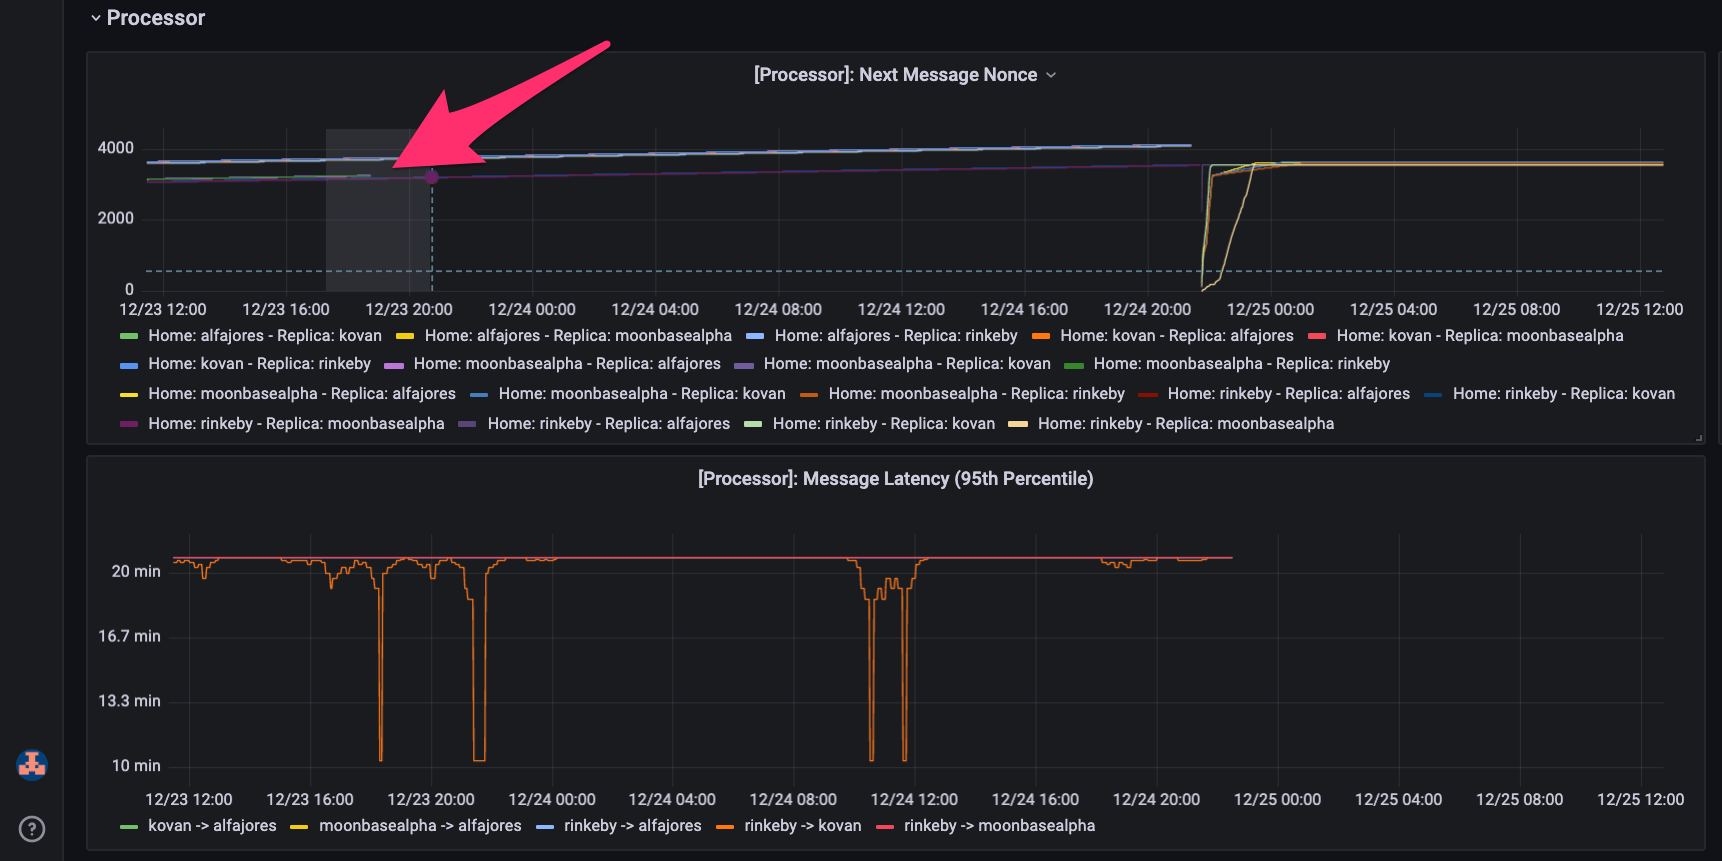 Processor
[Processor]: Next Message Nonce
4000
2000
0
12/23 12:00 12/23 16:00 12/23 20:00 12/24 00:00 12/24 04:00 12/24 08:00 12/24 12:00 12/24 16:00 12/24 20:00 12/25 00:00 12/25 04:00 12/25 08:00 12/25 12:00
Home: alfajores - Replica: kovan Home: alfajores - Replica: moonbasealpha Home: alfajores - Replica: rinkeby Home: kovan - Replica: alfajores Home: kovan - Replica: moonbasealpha
Home: kovan - Replica: rinkeby Home: moonbasealpha - Replica: alfajores Home: moonbasealpha - Replica: kovan Home: moonbasealpha - Replica: rinkeby
Home: moonbasealpha - Replica: alfajores Home: moonbasealpha - Replica: kovan Home: moonbasealpha - Replica: rinkeby Home: rinkeby - Replica: alfajores Home: rinkeby - Replica: kovan
Home: rinkeby - Replica: moonbasealpha Home: rinkeby - Replica: alfajores Home: rinkeby - Replica: kovan Home: rinkeby - Replica: moonbasealpha
[Processor]: Message Latency (95th Percentile)
20 min
16.7 min
13.3 min
10 min
12/23 12:00 12/23 16:00 12/23 20:00 12/24 00:00 12/24 04:00 12/24 08:00 12/24 12:00 12/24 16:00 12/24 20:00 12/25 00:00 12/25 04:00 12/25 08:00 12/25 12:00
kovan -> alfajores moonbasealpha -> alfajores rinkeby -> alfajores rinkeby -> kovan rinkeby -> moonbasealpha
?